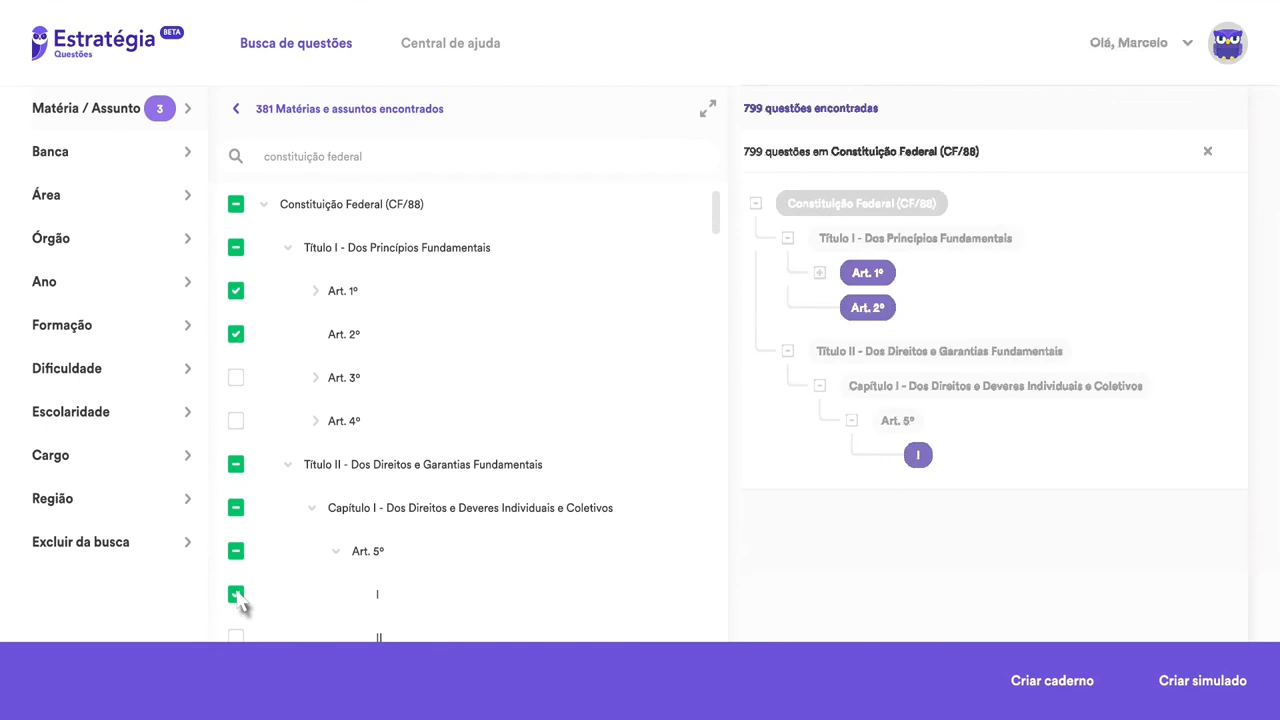 Estratégia BETA
Questões
Busca de questões
Central de ajuda
Olá, Marcelo
Matéria / Assunto 3
Banca
Área
Órgão
Ano
Formação
Dificuldade
Escolaridade
Cargo
Região
Excluir da busca
381 Matérias e assuntos encontrados
constituição federal
Constituição Federal (CF/88)
Título I - Dos Princípios Fundamentais
Art. 1º
Art. 2º
Art. 3º
Art. 4º
Título II - Dos Direitos e Garantias Fundamentais
Capítulo I - Dos Direitos e Deveres Individuais e Coletivos
Art. 5º
I
II
799 questões encontradas
799 questões em Constituição Federal (CF/88)
Constituição Federal (CF/88)
Título I - Dos Princípios Fundamentais
Art. 1º
Art. 2º
Título II - Dos Direitos e Garantias Fundamentais
Capítulo I - Dos Direitos e Deveres Individuais e Coletivos
Art. 5º
I
Criar caderno
Criar simulado